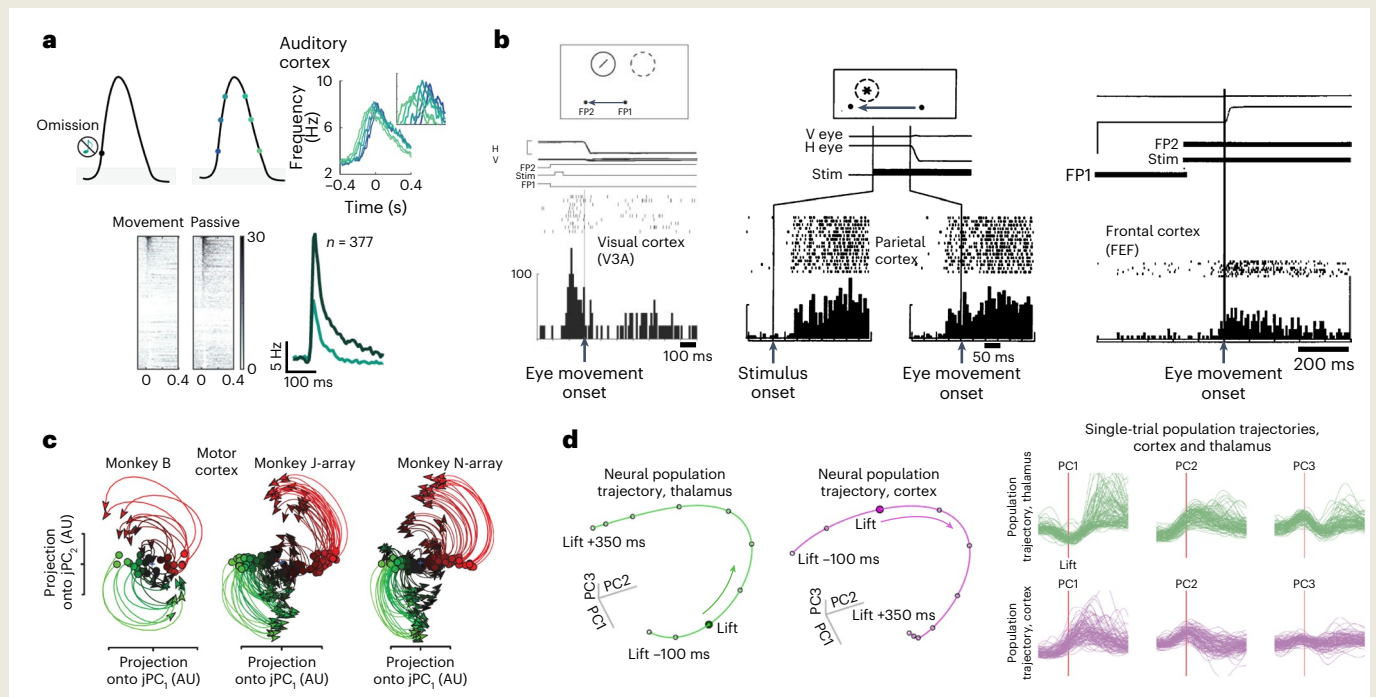 a
Auditory
cortex
Omission
Frequency
(Hz)
10
6
2
−0.4
0
0.4
Time (s)
Movement
Passive
30
0
0
0.4
0
0.4
n = 377
5 Hz
100 ms
b
FP2
FP1
H
V
FP2
Stim
FP1
Visual cortex
(V3A)
100
100 ms
Eye movement
onset
V eye
H eye
Stim
Parietal
cortex
50 ms
Stimulus
onset
Eye movement
onset
FP2
Stim
FP1
Frontal cortex
(FEF)
Eye movement
onset
200 ms
c
Motor
cortex
Monkey B
Monkey J-array
Monkey N-array
Projection
onto jPC2 (AU)
Projection
onto jPC1 (AU)
Projection
onto jPC1 (AU)
Projection
onto jPC1 (AU)
d
Neural population
trajectory, thalamus
Lift +350 ms
PC3
PC2
PC1
Lift
Lift −100 ms
Neural population
trajectory, cortex
Lift
Lift −100 ms
PC3
PC2
PC1
Lift +350 ms
Single-trial population trajectories,
cortex and thalamus
Population
trajectory, thalamus
PC1
PC2
PC3
Lift
Population
trajectory, cortex
PC1
PC2
PC3